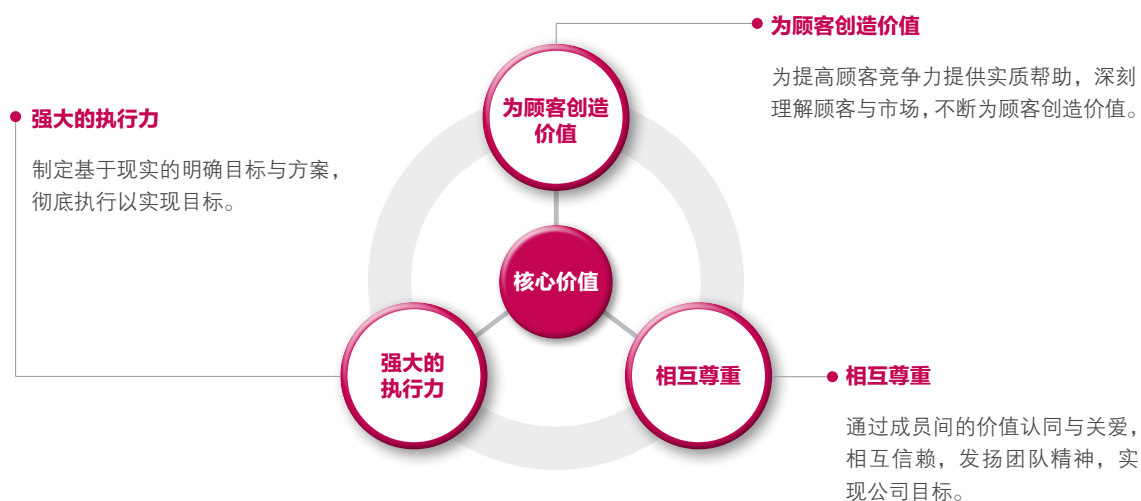 为顾客创造价值
为提高顾客竞争力提供实质帮助，深刻
理解顾客与市场，不断为顾客创造价值。
强大的执行力
制定基于现实的明确目标与方案，
彻底执行以实现目标。
为顾客创造
价值
核心价值
强大的
执行力
相互尊重
相互尊重
通过成员间的价值认同与关爱，
相互信赖，发扬团队精神，实
现公司目标。